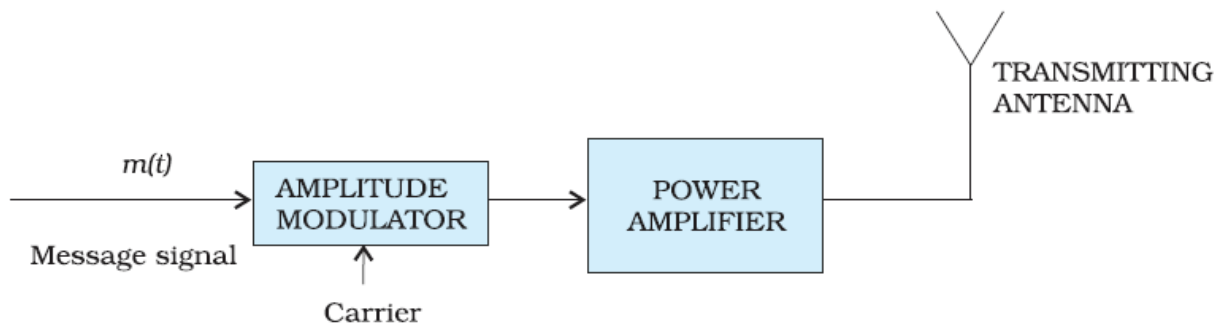 m(t)
Message signal
AMPLITUDE
MODULATOR
Carrier
POWER
AMPLIFIER
TRANSMITTING
ANTENNA